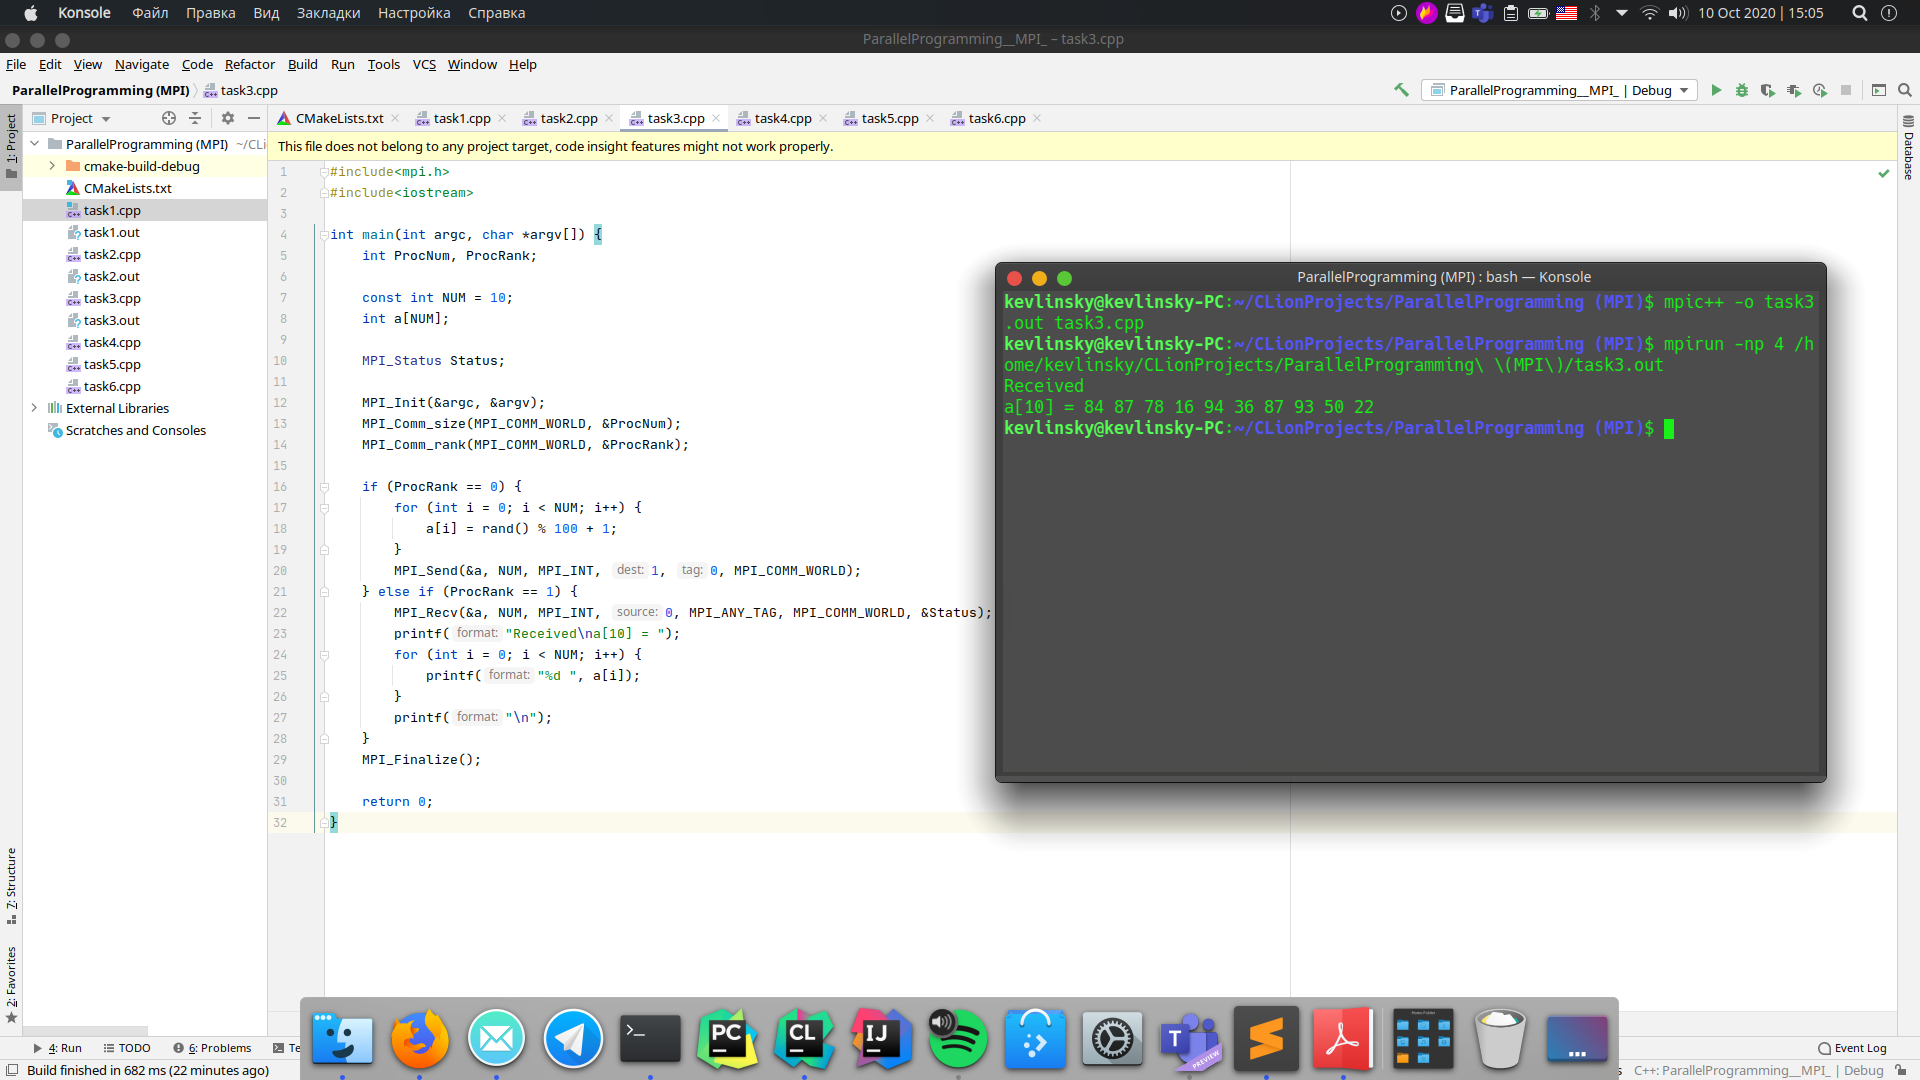 Konsole Файл Правка Вид Закладки Настройка Справка 10 Oct 2020 | 15:05
ParallelProgramming__MPI_ – task3.cpp
File Edit View Navigate Code Refactor Build Run Tools VCS Window Help
ParallelProgramming (MPI) task3.cpp ParallelProgramming__MPI_ | Debug
Project CMakeLists.txt task1.cpp task2.cpp task3.cpp task4.cpp task5.cpp task6.cpp
1: Project
Database
ParallelProgramming (MPI) ~/CLi
cmake-build-debug
CMakeLists.txt
task1.cpp
task1.out
task2.cpp
task2.out
task3.cpp
task3.out
task4.cpp
task5.cpp
task6.cpp
External Libraries
Scratches and Consoles
7: Structure
2: Favorites
This file does not belong to any project target, code insight features might not work properly.
1 #include<mpi.h>
2 #include<iostream>
3
4 int main(int argc, char *argv[]) {
5 int ProcNum, ProcRank;
6
7 const int NUM = 10;
8 int a[NUM];
9
10 MPI_Status Status;
11
12 MPI_Init(&argc, &argv);
13 MPI_Comm_size(MPI_COMM_WORLD, &ProcNum);
14 MPI_Comm_rank(MPI_COMM_WORLD, &ProcRank);
15
16 if (ProcRank == 0) {
17 for (int i = 0; i < NUM; i++) {
18 a[i] = rand() % 100 + 1;
19 }
20 MPI_Send(&a, NUM, MPI_INT, dest: 1, tag: 0, MPI_COMM_WORLD);
21 } else if (ProcRank == 1) {
22 MPI_Recv(&a, NUM, MPI_INT, source: 0, MPI_ANY_TAG, MPI_COMM_WORLD, &Status);
23 printf( format: "Received\na[10] = ");
24 for (int i = 0; i < NUM; i++) {
25 printf( format: "%d ", a[i]);
26 }
27 printf( format: "\n");
28 }
29 MPI_Finalize();
30
31 return 0;
32 }
ParallelProgramming (MPI) : bash — Konsole
kevlinsky@kevlinsky-PC:~/CLionProjects/ParallelProgramming (MPI)$ mpic++ -o task3
.out task3.cpp
kevlinsky@kevlinsky-PC:~/CLionProjects/ParallelProgramming (MPI)$ mpirun -np 4 /h
ome/kevlinsky/CLionProjects/ParallelProgramming\ \(MPI\)/task3.out
Received
a[10] = 84 87 78 16 94 36 87 93 50 22
kevlinsky@kevlinsky-PC:~/CLionProjects/ParallelProgramming (MPI)$
PC CL IJ T PREVIEW
4: Run TODO 6: Problems Te Event Log
Build finished in 682 ms (22 minutes ago) s C++: ParallelProgramming__MPI_ | Debug